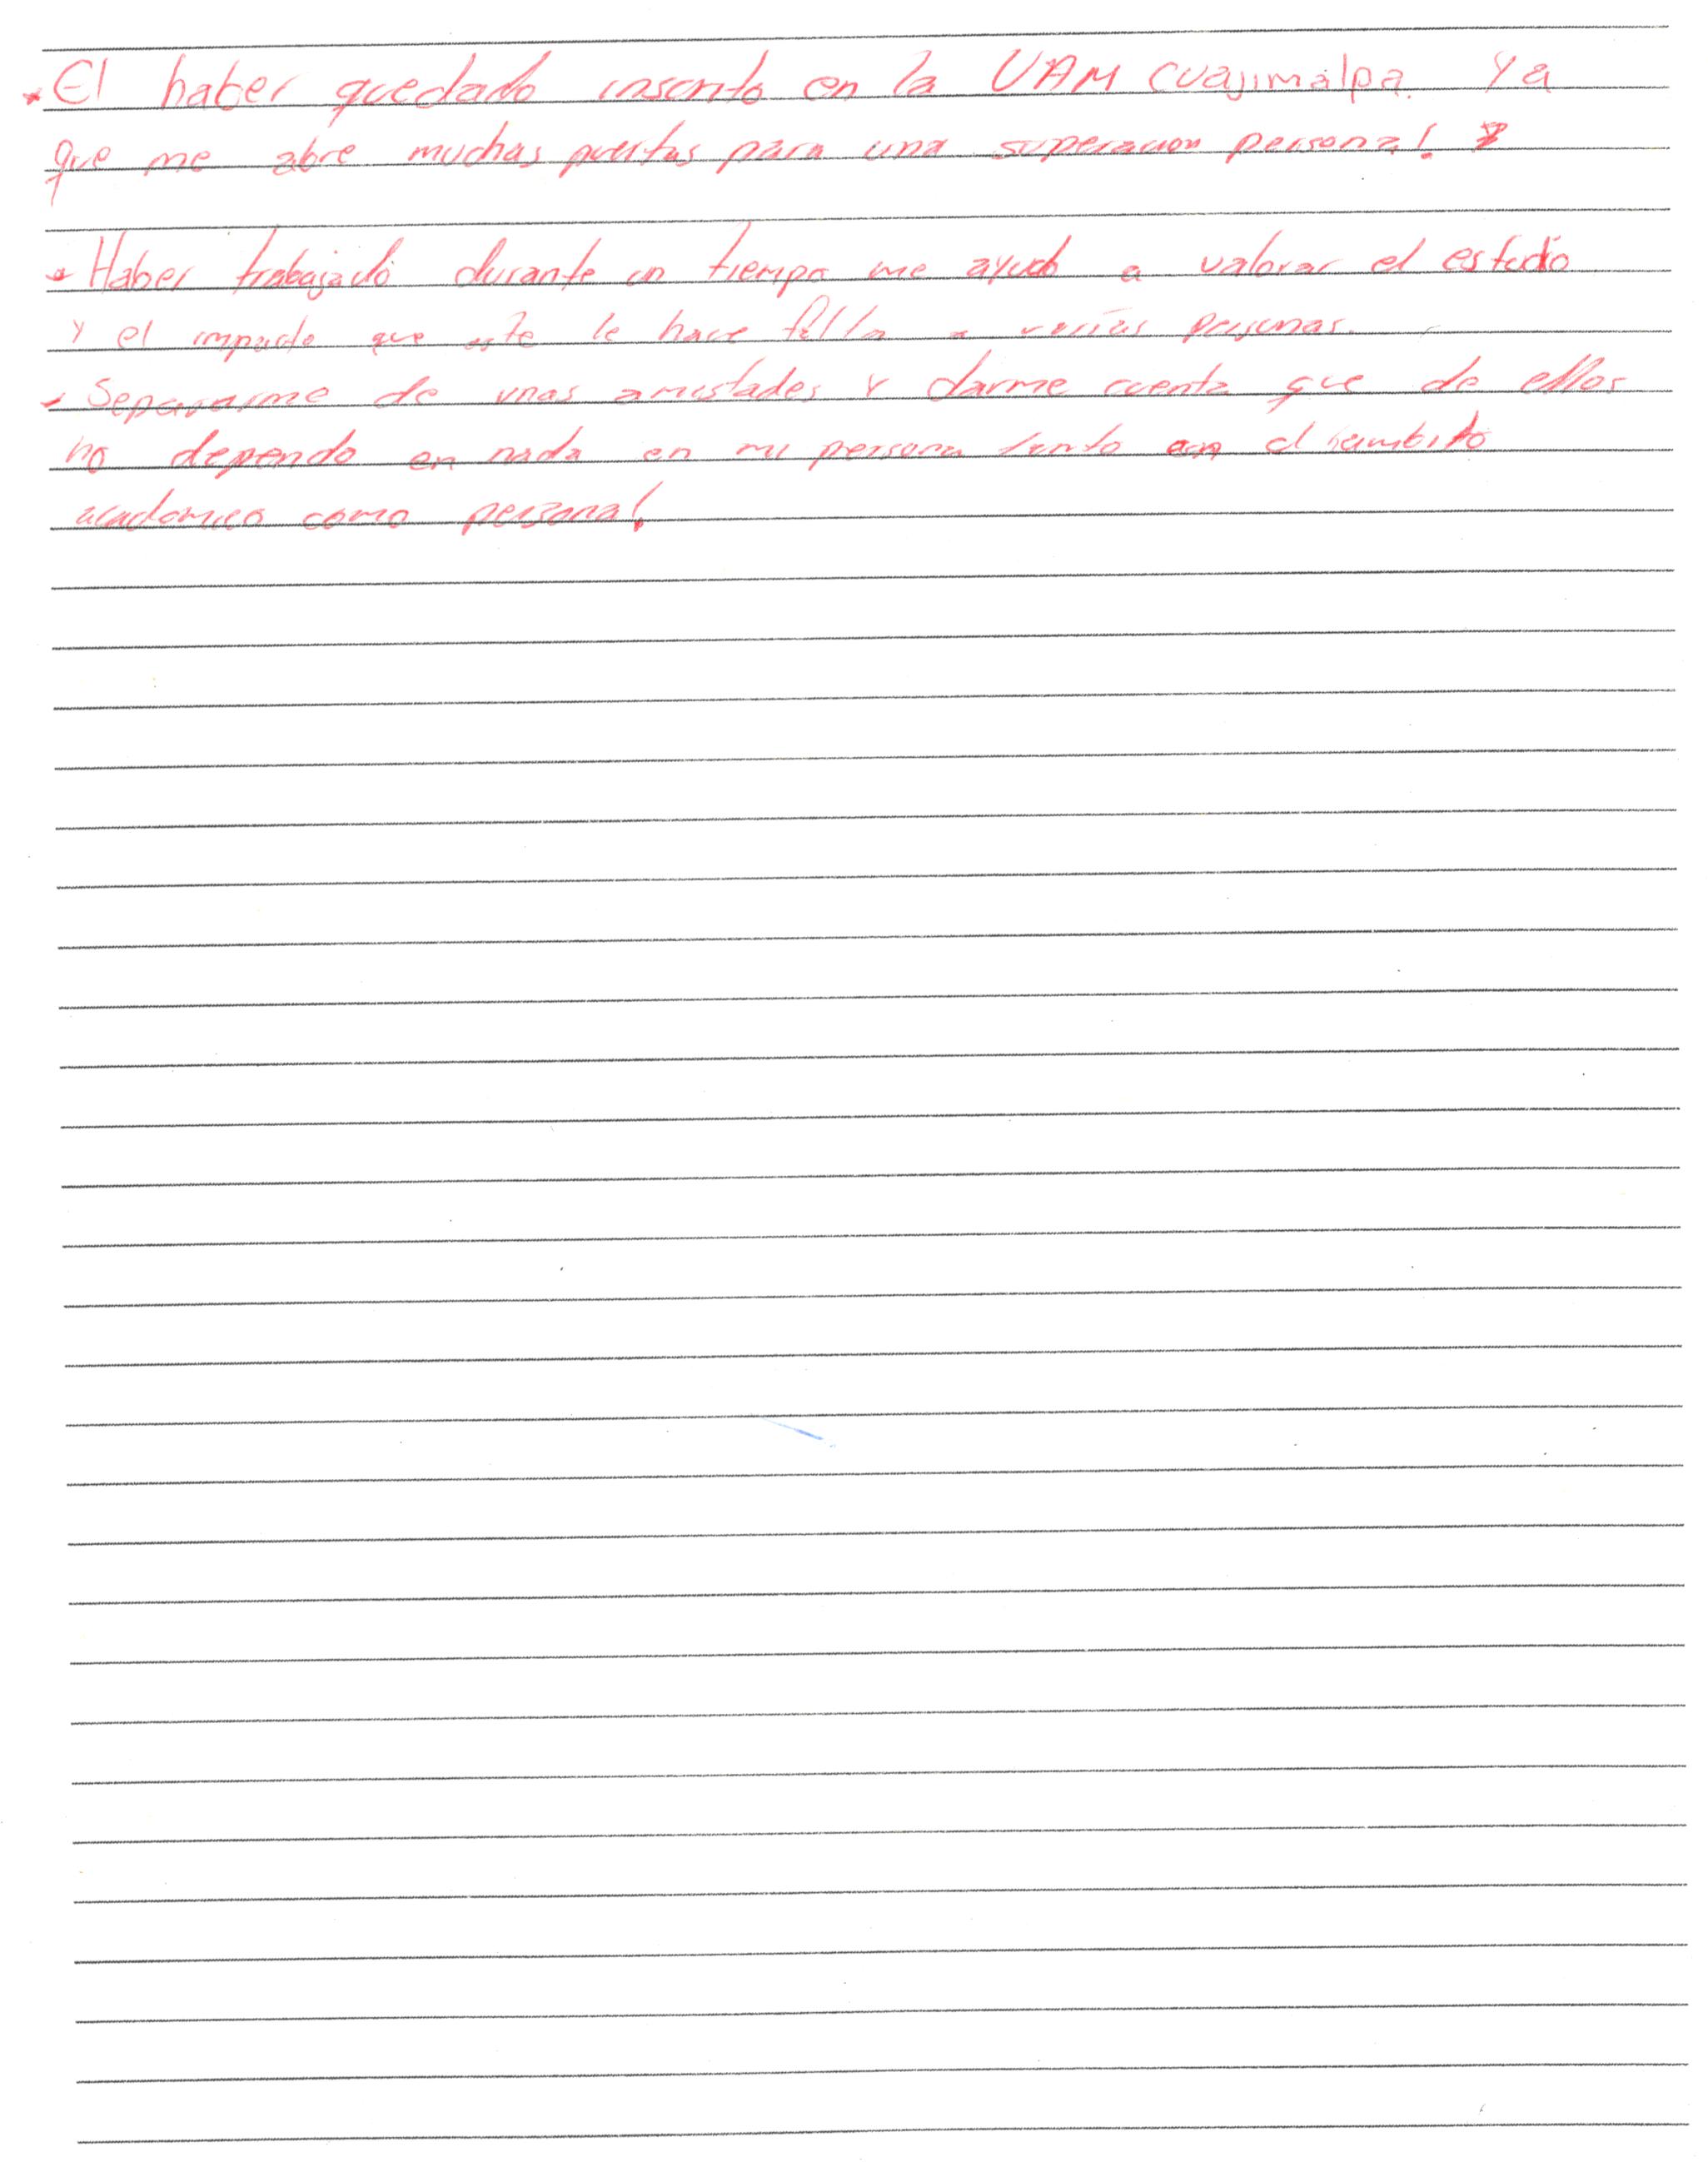 * El haber quedado inscrito en la UAM Cuajimalpa. Ya
que me abre muchas puertas para una superacion personal.
* Haber trabajado durante un tiempo me ayudo a valorar el estudio
y el impacto que este le hace falta a varias personas.
- Separarme de unas amistades y darme cuenta que de ellos
no dependo en nada en mi persona tanto en el hambito
academico como personal.